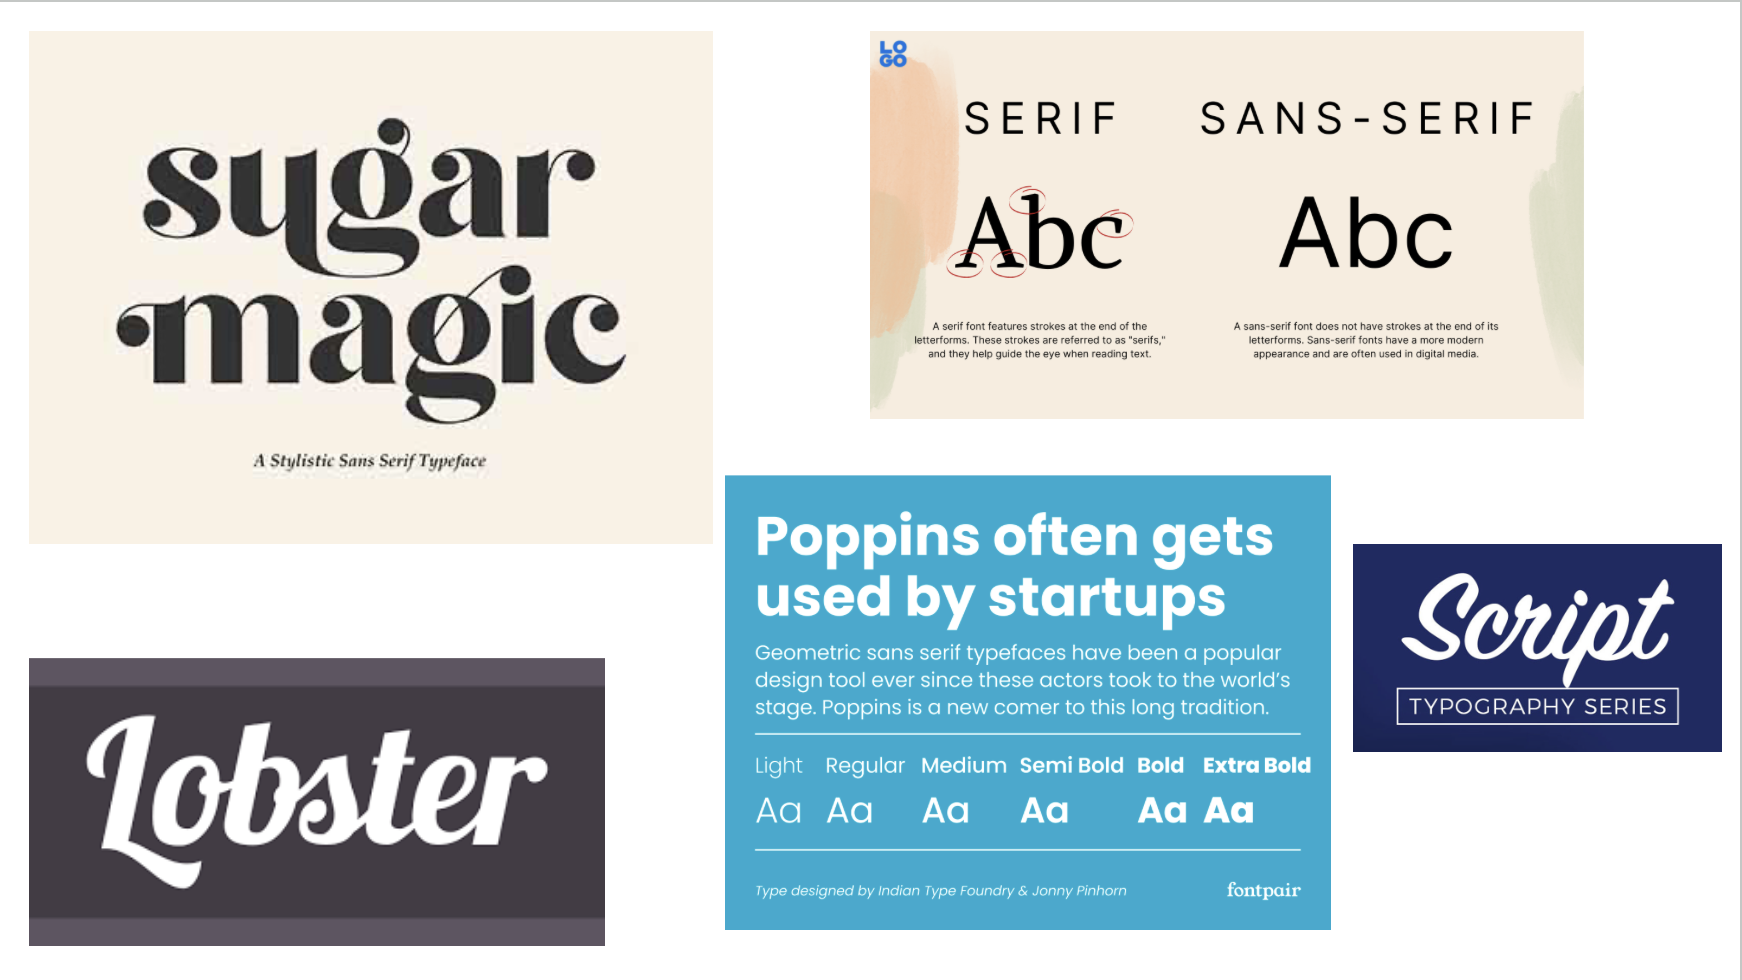 sugar
magic
A Stylistic Sans Serif Typeface
LO
GO
SERIF
Abc
A serif font features strokes at the end of the
letterforms. These strokes are referred to as "serifs,"
and they help guide the eye when reading text.
SANS-SERIF
Abc
A sans-serif font does not have strokes at the end of its
letterforms. Sans-serif fonts have a more modern
appearance and are often used in digital media.
Lobster
Poppins often gets
used by startups
Geometric sans serif typefaces have been a popular
design tool ever since these actors took to the world’s
stage. Poppins is a new comer to this long tradition.
Light Regular Medium Semi Bold Bold Extra Bold
Aa Aa Aa Aa Aa Aa
Type designed by Indian Type Foundry & Jonny Pinhorn
fontpair
Script
TYPOGRAPHY SERIES